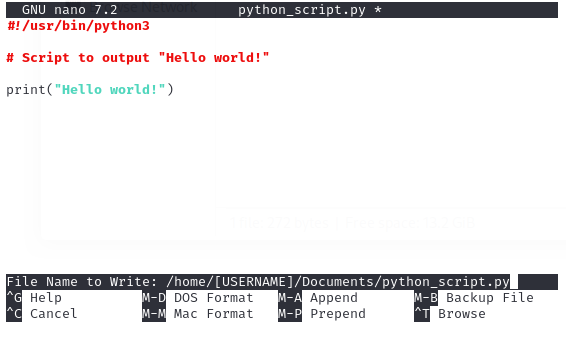 GNU nano 7.2 python_script.py *
#!/usr/bin/python3
# Script to output "Hello world!"
print("Hello world!")
File Name to Write: /home/[USERNAME]/Documents/python_script.py
^G Help M-D DOS Format M-A Append M-B Backup File
^C Cancel M-M Mac Format M-P Prepend ^T Browse